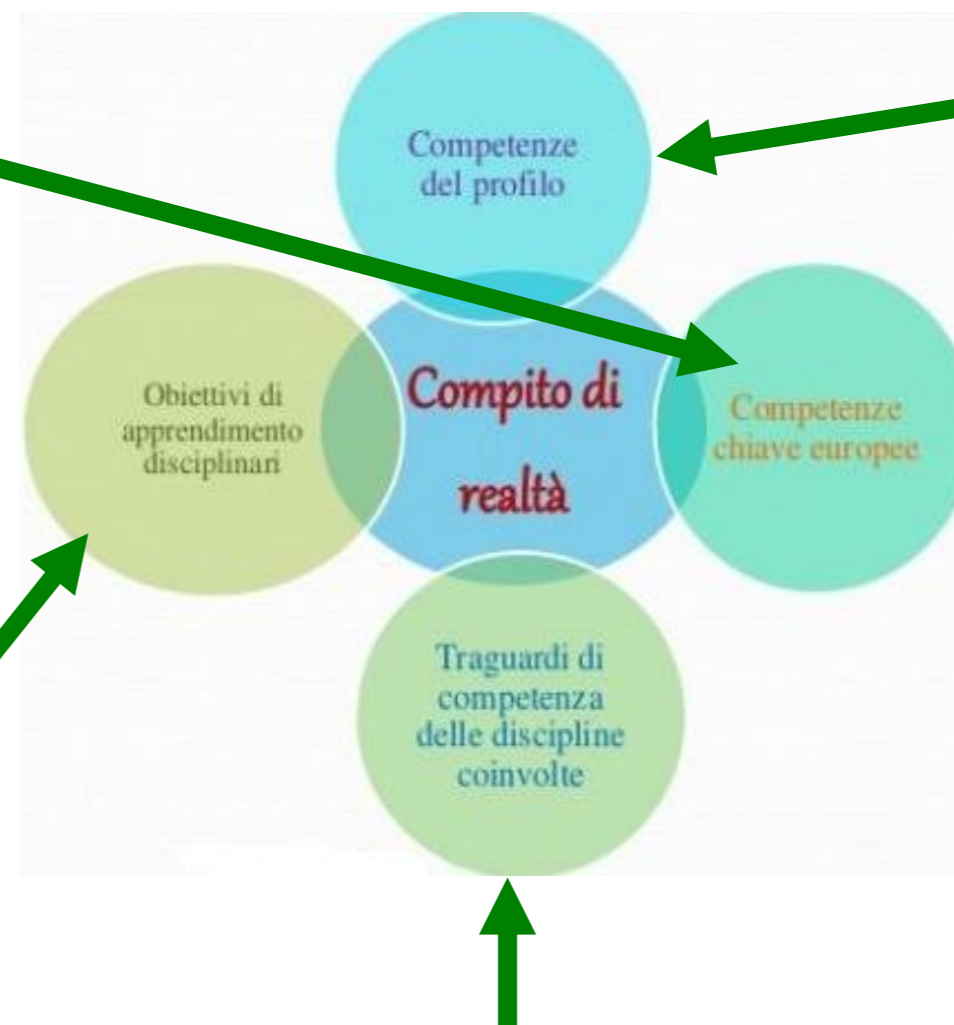 Competenze
del profilo
Obiettivi di
apprendimento
disciplinari
Compito di
realtà
Competenze
chiave europee
Traguardi di
competenza
delle discipline
coinvolte